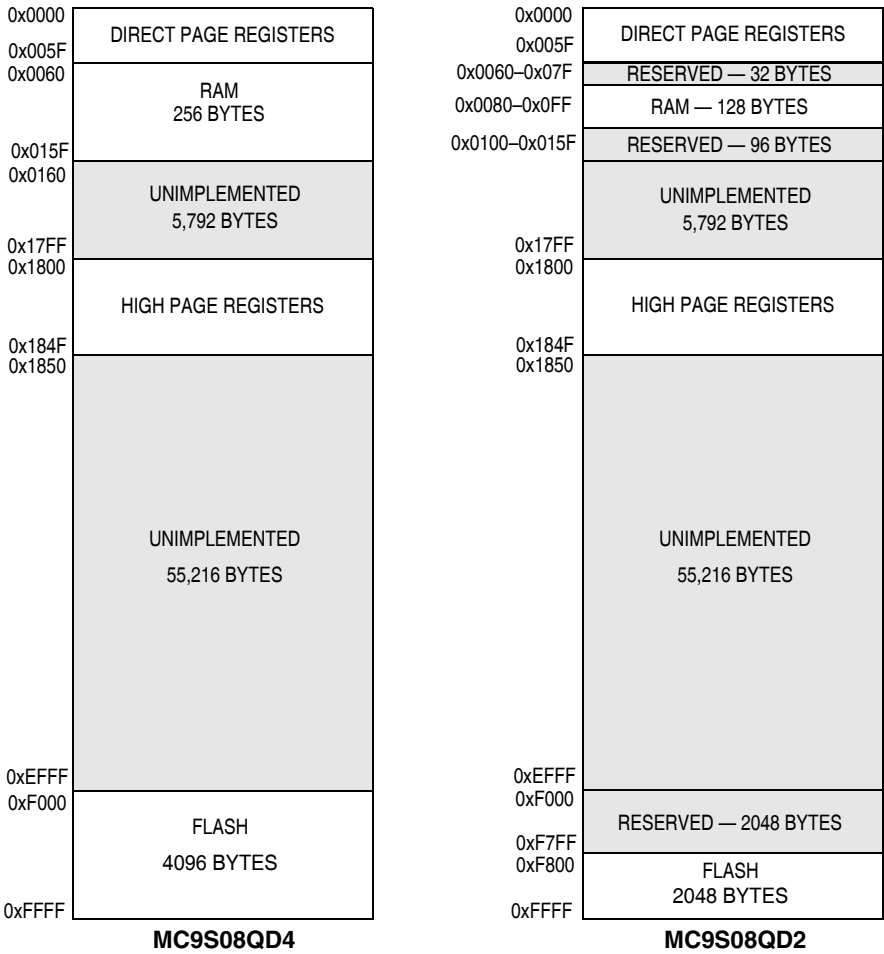 0x0000
DIRECT PAGE REGISTERS
0x005F
0x0060
RAM
256 BYTES
0x015F
0x0160
UNIMPLEMENTED
5,792 BYTES
0x17FF
0x1800
HIGH PAGE REGISTERS
0x184F
0x1850
UNIMPLEMENTED
55,216 BYTES
0xEFFF
0xF000
FLASH
4096 BYTES
0xFFFF
MC9S08QD4
0x0000
DIRECT PAGE REGISTERS
0x005F
0x0060–0x07F
RESERVED — 32 BYTES
0x0080–0x0FF
RAM — 128 BYTES
0x0100–0x015F
RESERVED — 96 BYTES
UNIMPLEMENTED
5,792 BYTES
0x17FF
0x1800
HIGH PAGE REGISTERS
0x184F
0x1850
UNIMPLEMENTED
55,216 BYTES
0xEFFF
0xF000
RESERVED — 2048 BYTES
0xF7FF
0xF800
FLASH
2048 BYTES
0xFFFF
MC9S08QD2